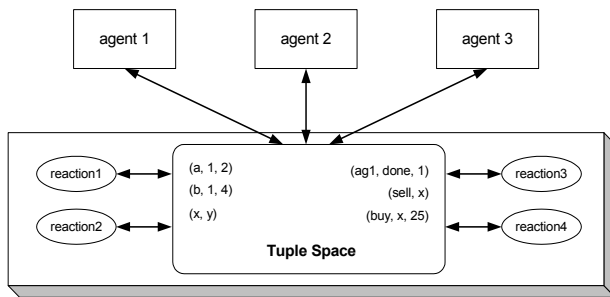 agent 1
agent 2
agent 3
reaction1
(a, 1, 2)
(ag1, done, 1)
reaction3
(b, 1, 4)
(sell, x)
reaction2
(x, y)
(buy, x, 25)
reaction4
Tuple Space